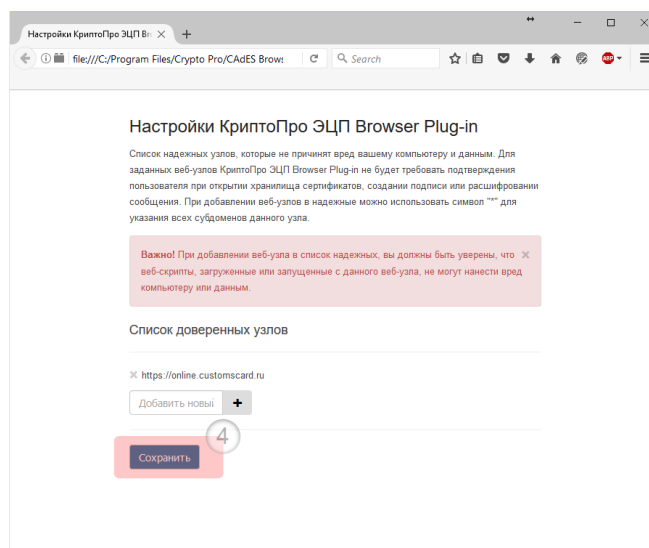 Настройки КриптоПро ЭЦП Br
file:///C:/Program Files/Crypto Pro/CAdES Brows
Search
ABP
Настройки КриптоПро ЭЦП Browser Plug-in
Список надежных узлов, которые не причинят вред вашему компьютеру и данным. Для
заданных веб-узлов КриптоПро ЭЦП Browser Plug-in не будет требовать подтверждения
пользователя при открытии хранилища сертификатов, создании подписи или расшифровании
сообщения. При добавлении веб-узлов в надежные можно использовать символ "*" для
указания всех субдоменов данного узла.
Важно! При добавлении веб-узла в список надежных, вы должны быть уверены, что
веб-скрипты, загруженные или запущенные с данного веб-узла, не могут нанести вред
компьютеру или данным.
Список доверенных узлов
https://online.customscard.ru
Добавить новый
4
Сохранить